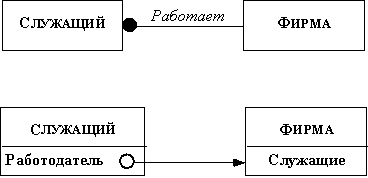 СЛУЖАЩИЙ Работает ФИРМА
СЛУЖАЩИЙ ФИРМА
Работодатель Служащие